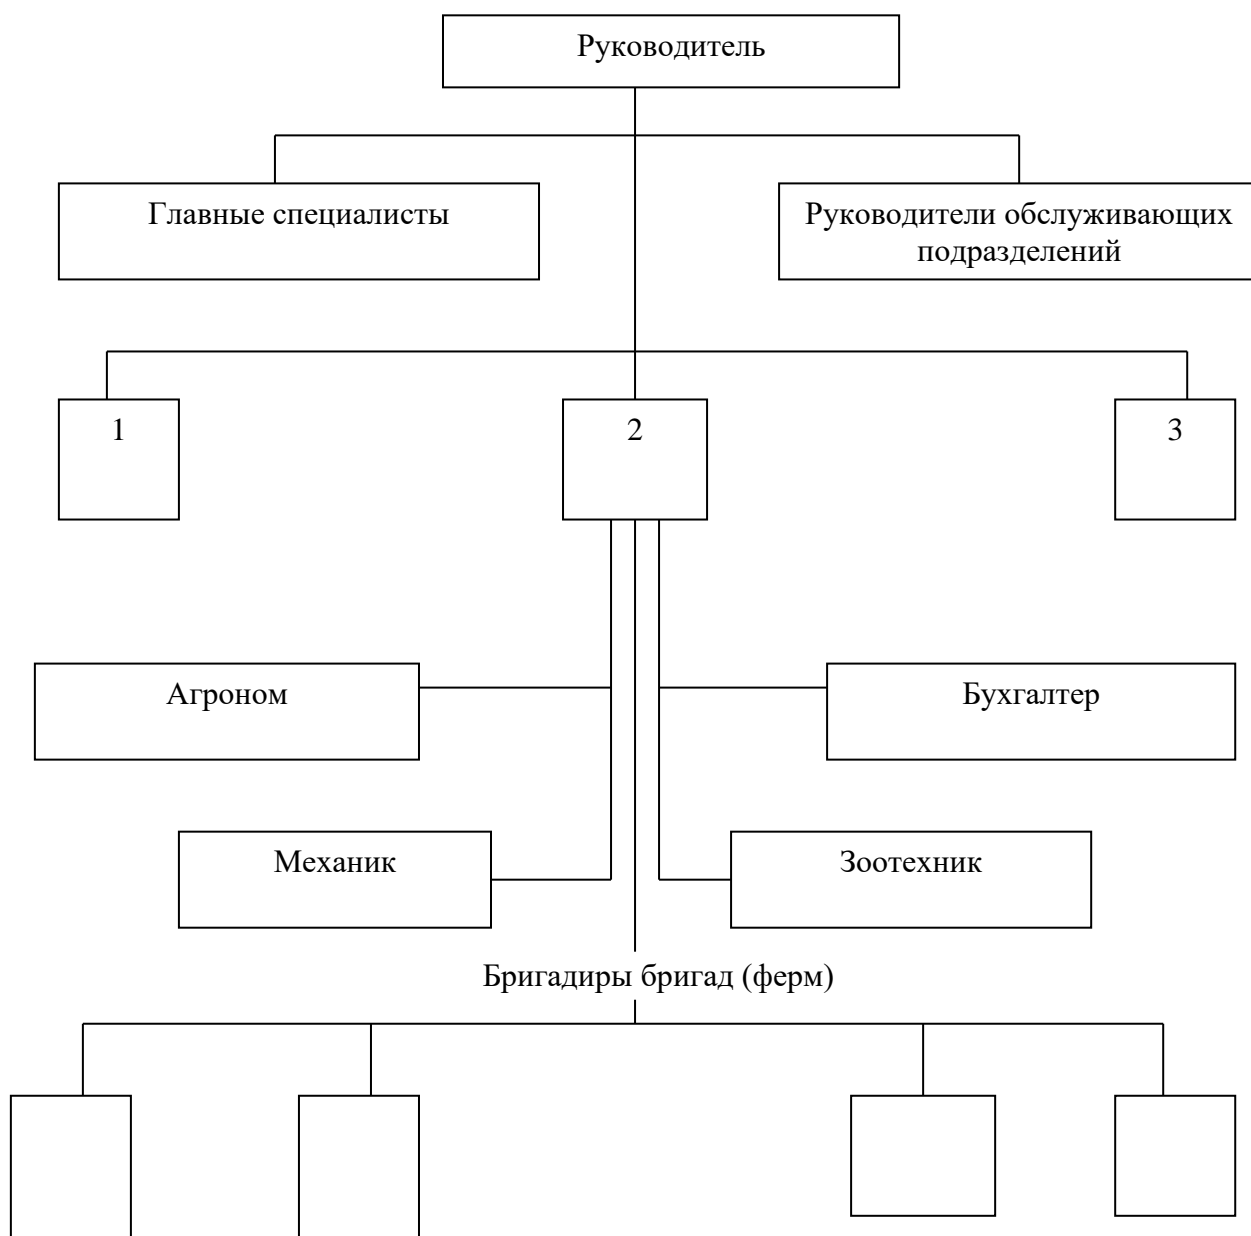 Руководитель
Главные специалисты
Руководители обслуживающих
подразделений
1
2
3
Агроном
Бухгалтер
Механик
Зоотехник
Бригадиры бригад (ферм)